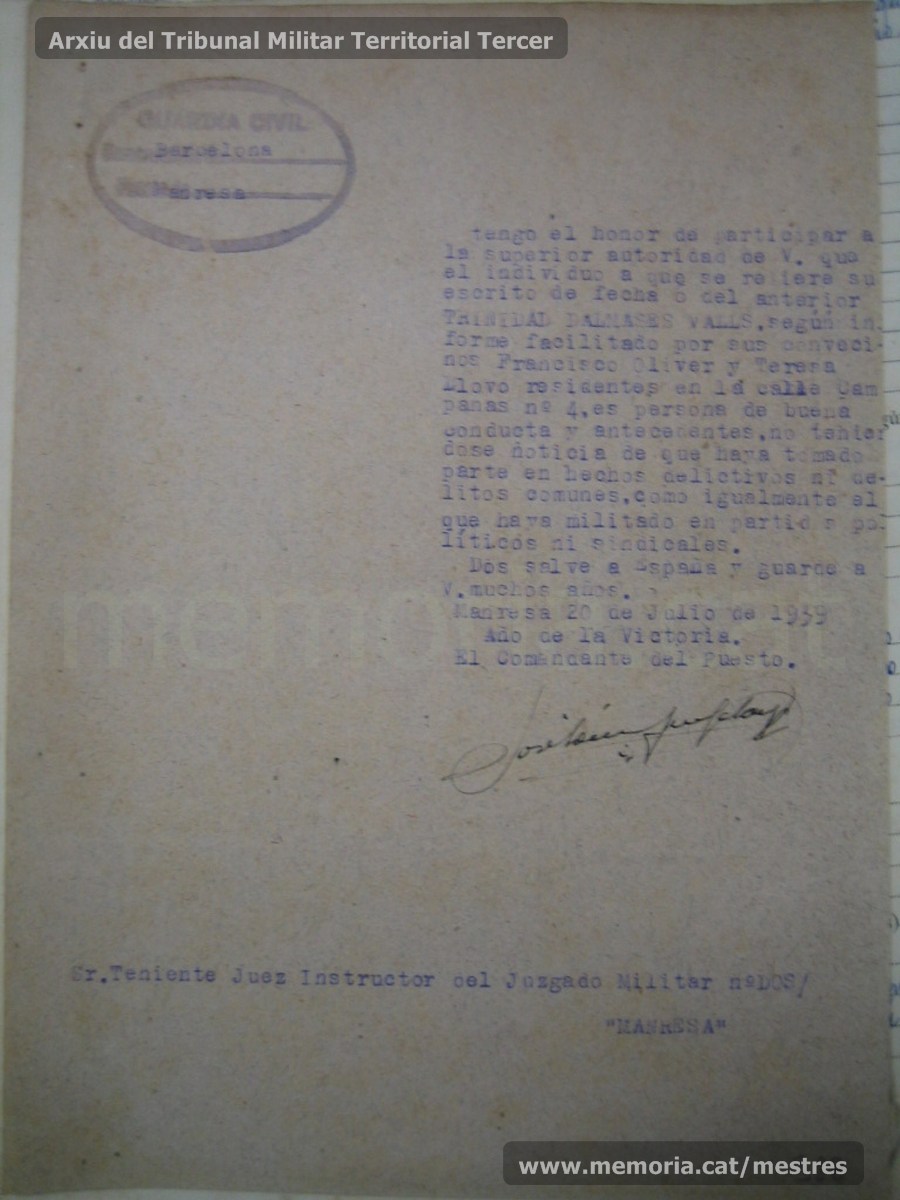 Arxiu del Tribunal Militar Territorial Tercer
GUARDIA CIVIL
Barcelona
Manresa
tengo el honor de participar a
la superior autoridad de V. que
el individuo a que se refiere su
escrito de fecha 6 del anterior
TRINIDAD DALMASES VALLS, según in
forme facilitado por sus conveci-
nos Francisco Oliver y Teresa
residentes en la calle Cam
panas nº 4, es persona de buena
conducta y antecedentes, no tenien
dose noticia de que haya tomado
parte en hechos delictivos ni de-
litos comunes, como igualmente el
que haya militado en partidos po-
líticos ni sindicales.
Dos salve a España y guarde a
V. muchos años.
Manresa 20 de Julio de 1939
Año de la Victoria.
El Comandante del Puesto.
Sr. Teniente Juez Instructor del Juzgado Militar nº DOS/
"MANRESA"
www.memoria.cat/mestres